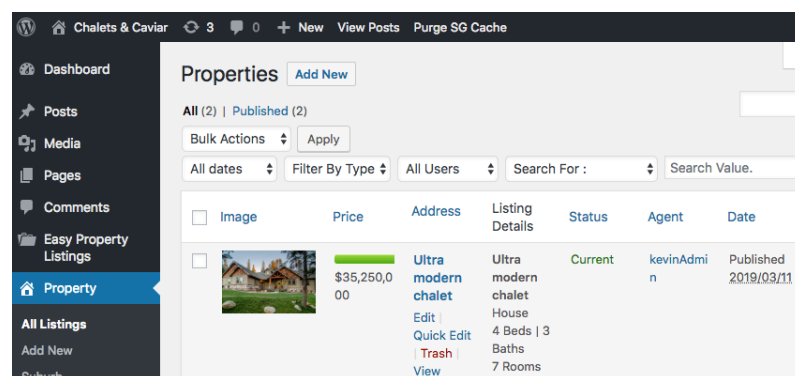 Chalets & Caviar 3 0 + New View Posts Purge SG Cache
Dashboard
Posts
Media
Pages
Comments
Easy Property
Listings
Property
All Listings
Add New
Suburb
Properties Add New
All (2) | Published (2)
Bulk Actions Apply
All dates Filter By Type All Users Search For : Search Value.
Image Price Address Listing
Details Status Agent Date
$35,250,0
00
Ultra
modern
chalet
Edit |
Quick Edit
| Trash |
View
Ultra
modern
chalet
House
4 Beds | 3
Baths
7 Rooms
Current
kevinAdmi
n
Published
2019/03/11